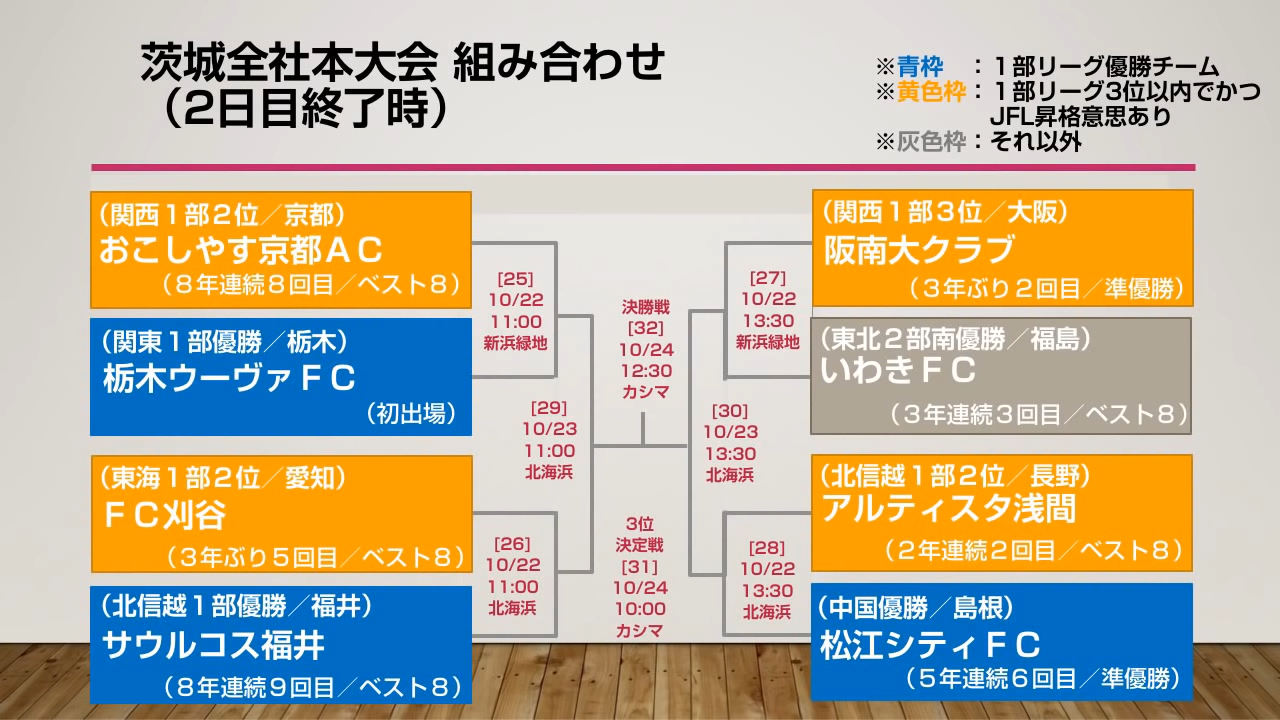 茨城全社本大会 組み合わせ
（2日目終了時）
※青枠　：１部リーグ優勝チーム
※黄色枠：１部リーグ3位以内でかつ
JFL昇格意思あり
※灰色枠：それ以外
（関西１部２位／京都）
おこしやす京都ＡＣ
（８年連続８回目／ベスト８）
（関東１部優勝／栃木）
栃木ウーヴァＦＣ
（初出場）
（東海１部２位／愛知）
ＦＣ刈谷
（３年ぶり５回目／ベスト８）
（北信越１部優勝／福井）
サウルコス福井
（８年連続９回目／ベスト８）
[25]
10/22
11:00
新浜緑地
[29]
10/23
11:00
北海浜
[26]
10/22
11:00
北海浜
決勝戦
[32]
10/24
12:30
カシマ
3位
決定戦
[31]
10/24
10:00
カシマ
[27]
10/22
13:30
新浜緑地
[30]
10/23
13:30
北海浜
[28]
10/22
13:30
北海浜
（関西１部３位／大阪）
阪南大クラブ
（３年ぶり２回目／準優勝）
（東北２部南優勝／福島）
いわきＦＣ
（３年連続３回目／ベスト８）
（北信越１部２位／長野）
アルティスタ浅間
（２年連続２回目／ベスト８）
（中国優勝／島根）
松江シティＦＣ
（５年連続６回目／準優勝）